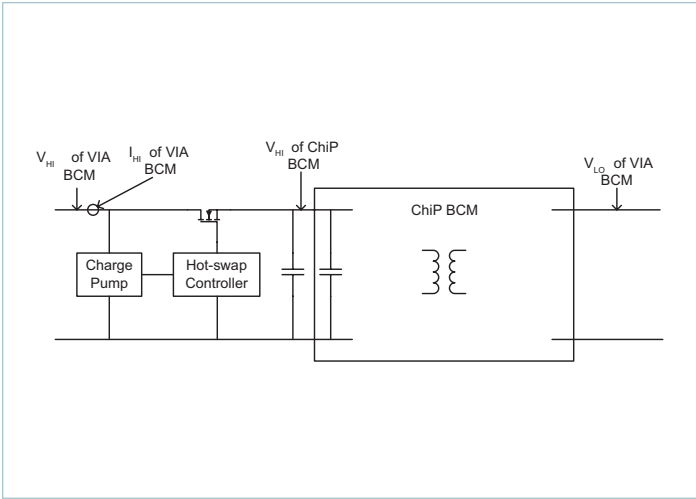 V_HI of VIA
BCM
I_HI of VIA
BCM
V_HI of ChiP
BCM
V_LO of VIA
BCM
ChiP BCM
Charge
Pump
Hot-swap
Controller